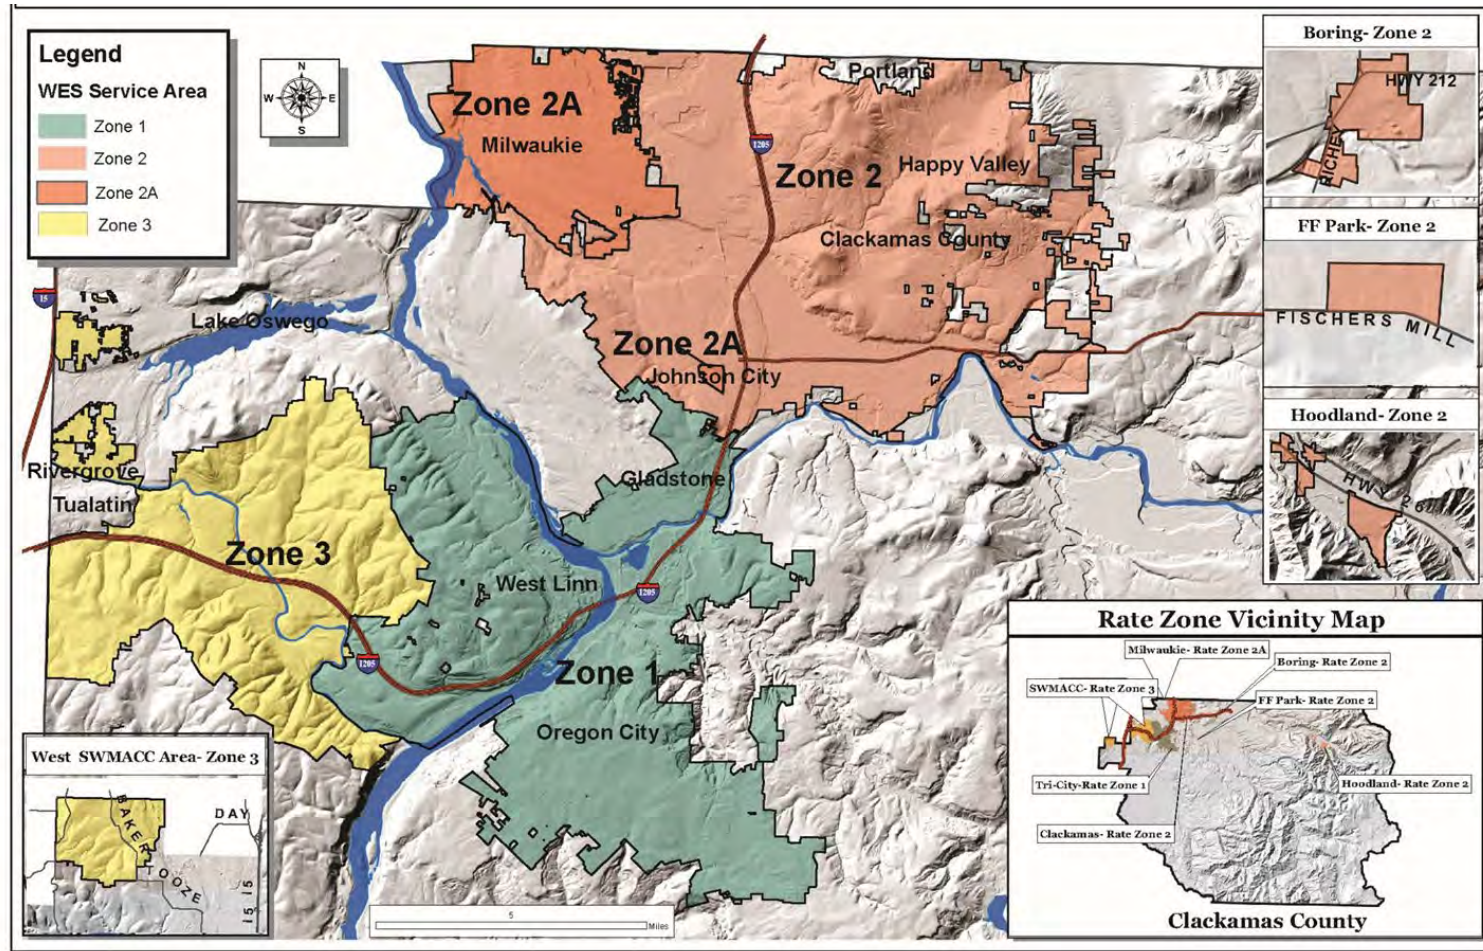 Legend
WES Service Area
Zone 1
Zone 2
Zone 2A
Zone 3
N
W
E
S
Zone 2A
Milwaukie
Portland
1205
Zone 2
Happy Valley
Clackamas County
15
Lake Oswego
Zone 2A
Johnson City
Rivergrove
Tualatin
Gladstone
Zone 3
West Linn
1205
1205
Zone 1
Oregon City
5
Miles
Boring- Zone 2
HWY 212
RICHEY
FF Park- Zone 2
FISCHERS MILL
Hoodland- Zone 2
HWY 26
West SWMACC Area- Zone 3
BAKER
DAY
TOOZE
I5 I5
Rate Zone Vicinity Map
Milwaukie- Rate Zone 2A
Boring- Rate Zone 2
SWMACC- Rate Zone 3
FF Park- Rate Zone 2
Tri-City-Rate Zone 1
Hoodland- Rate Zone 2
Clackamas- Rate Zone 2
Clackamas County